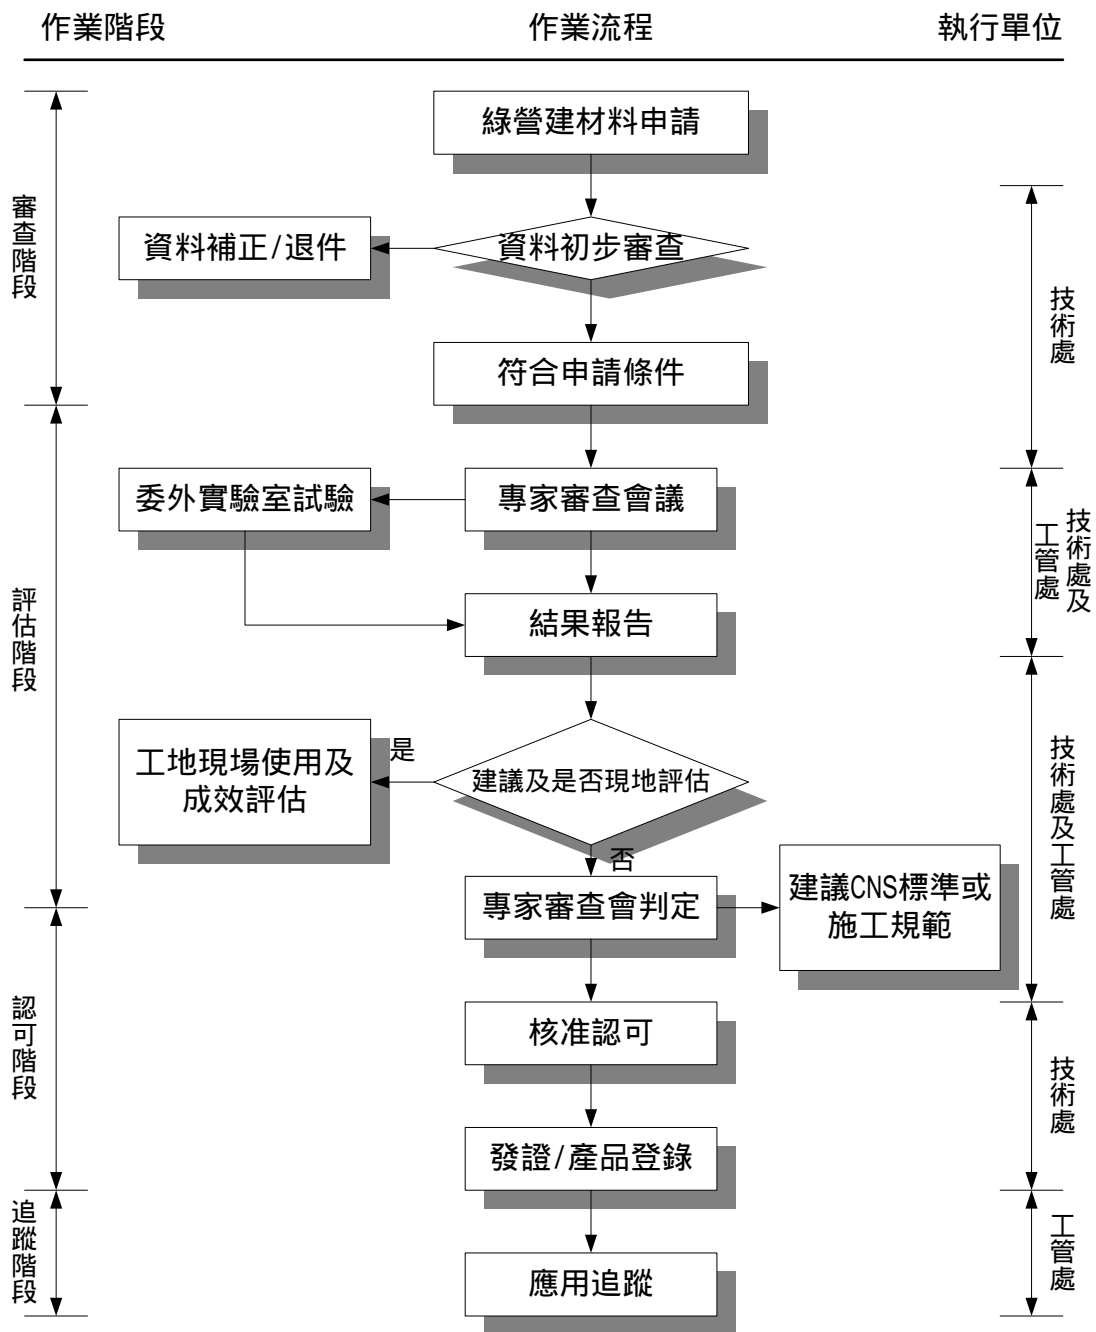 作業階段
作業流程
執行單位
綠營建材料申請
審查階段
資料補正/退件
資料初步審查
技術處
符合申請條件
委外實驗室試驗
專家審查會議
技術處及
工管處
結果報告
評估階段
工地現場使用及
成效評估
是
建議及是否現地評估
技術處及工管處
否
專家審查會判定
建議CNS標準或
施工規範
認可階段
核准認可
技術處
發證/產品登錄
追蹤階段
應用追蹤
工管處